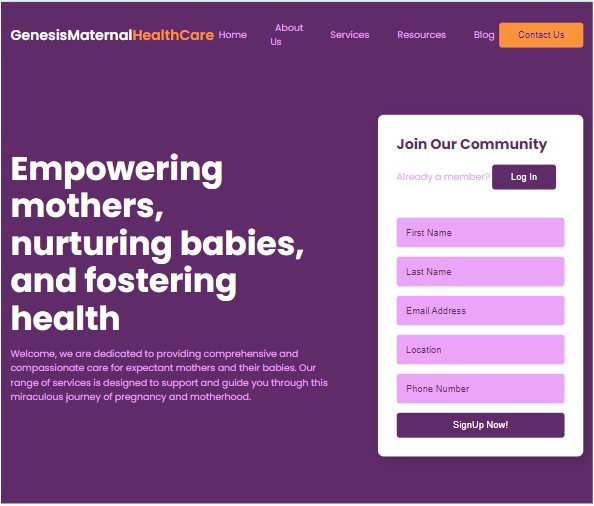 GenesisMaternalHealthCare Home About Us Services Resources Blog Contact Us
Empowering
mothers,
nurturing babies,
and fostering
health
Welcome, we are dedicated to providing comprehensive and
compassionate care for expectant mothers and their babies. Our
range of services is designed to support and guide you through this
miraculous journey of pregnancy and motherhood.
Join Our Community
Already a member? Log In
First Name
Last Name
Email Address
Location
Phone Number
SignUp Now!